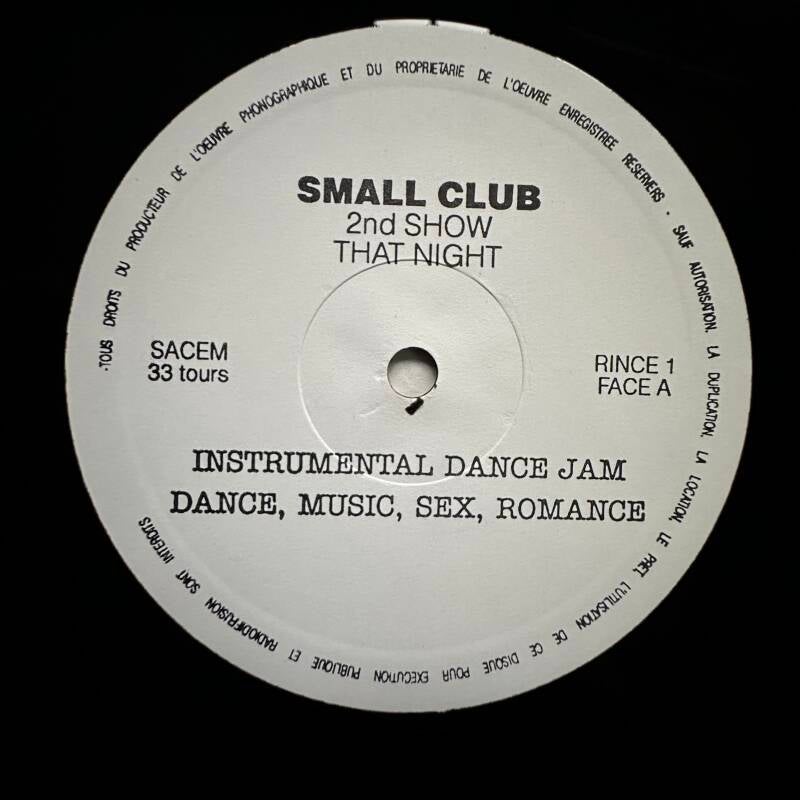 SMALL CLUB
2nd SHOW
THAT NIGHT
SACEM
33 tours
RINCE 1
FACE A
INSTRUMENTAL DANCE JAM
DANCE, MUSIC, SEX, ROMANCE
·TOUS DROITS DU PRODUCTEUR DE L'OEUVRE PHONOGRAPHIQUE ET DU PROPRIETARIE DE L'OEUVRE ENREGISTREE RESERVERS · SAUF AUTORISATION, LA DUPLICATION, LA LOCATION, LE PRET, L'UTILISATION DE CE DISQUE POUR EXECUTION PUBLIQUE ET RADIODIFUSION SONT INTERDITS